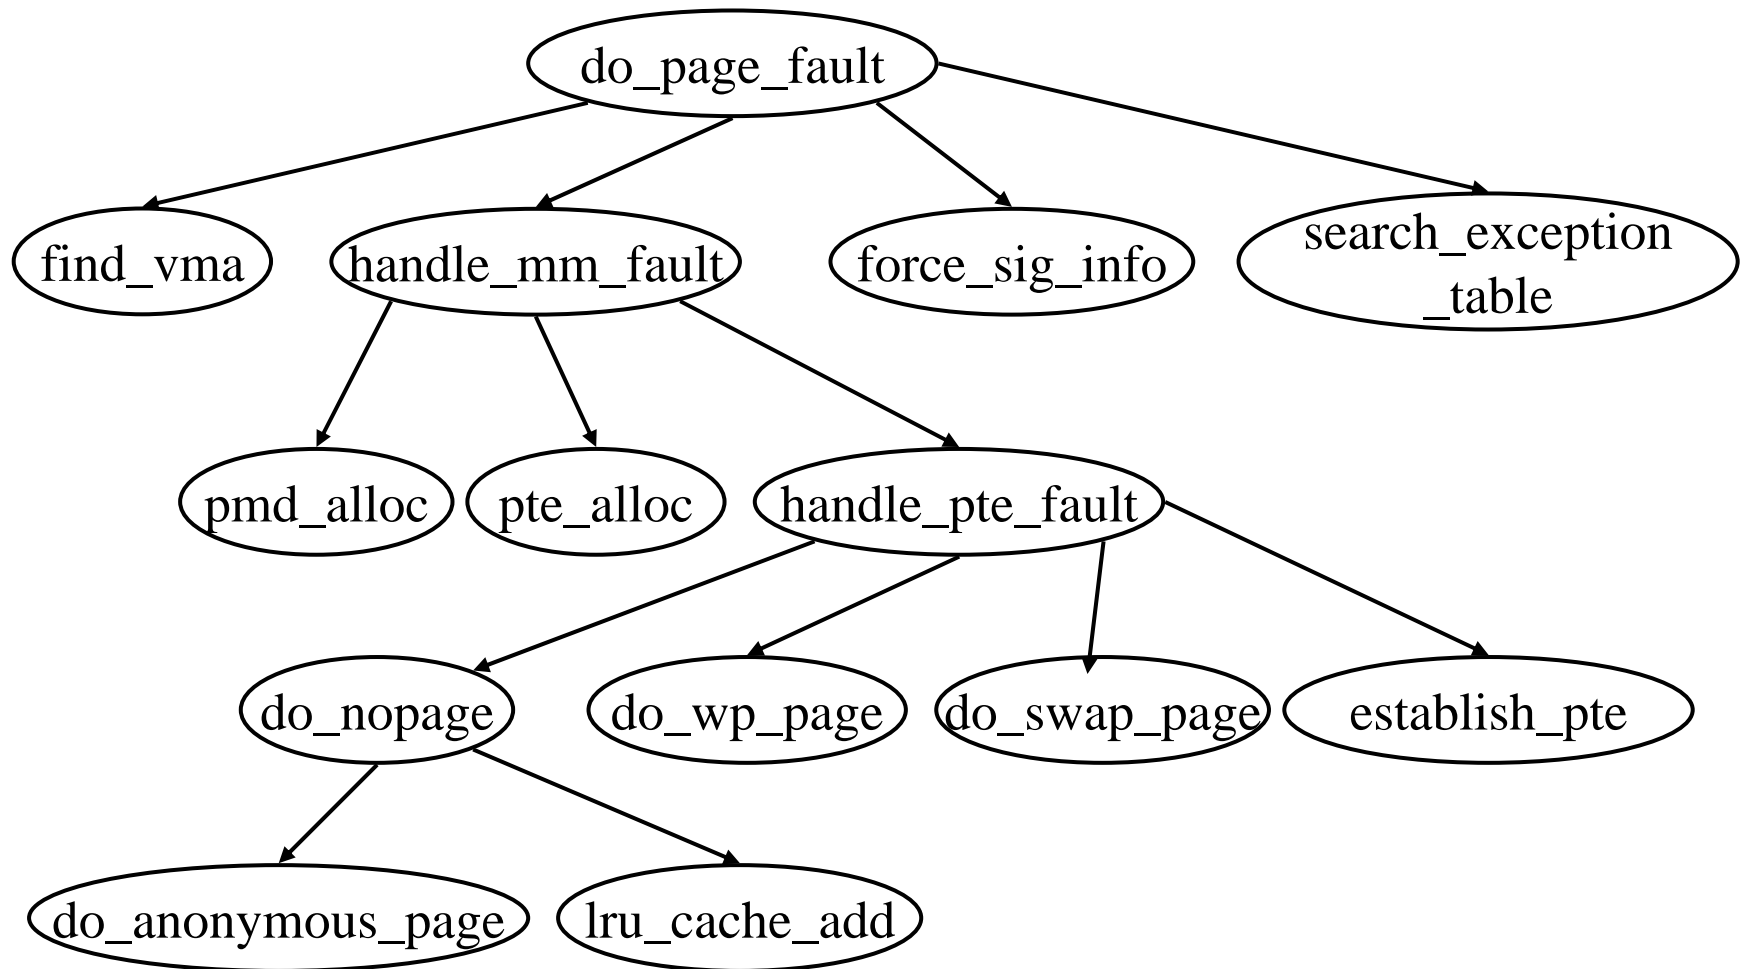 do_page_fault
find_vma
handle_mm_fault
force_sig_info
search_exception
_table
pmd_alloc
pte_alloc
handle_pte_fault
do_nopage
do_wp_page
do_swap_page
establish_pte
do_anonymous_page
lru_cache_add